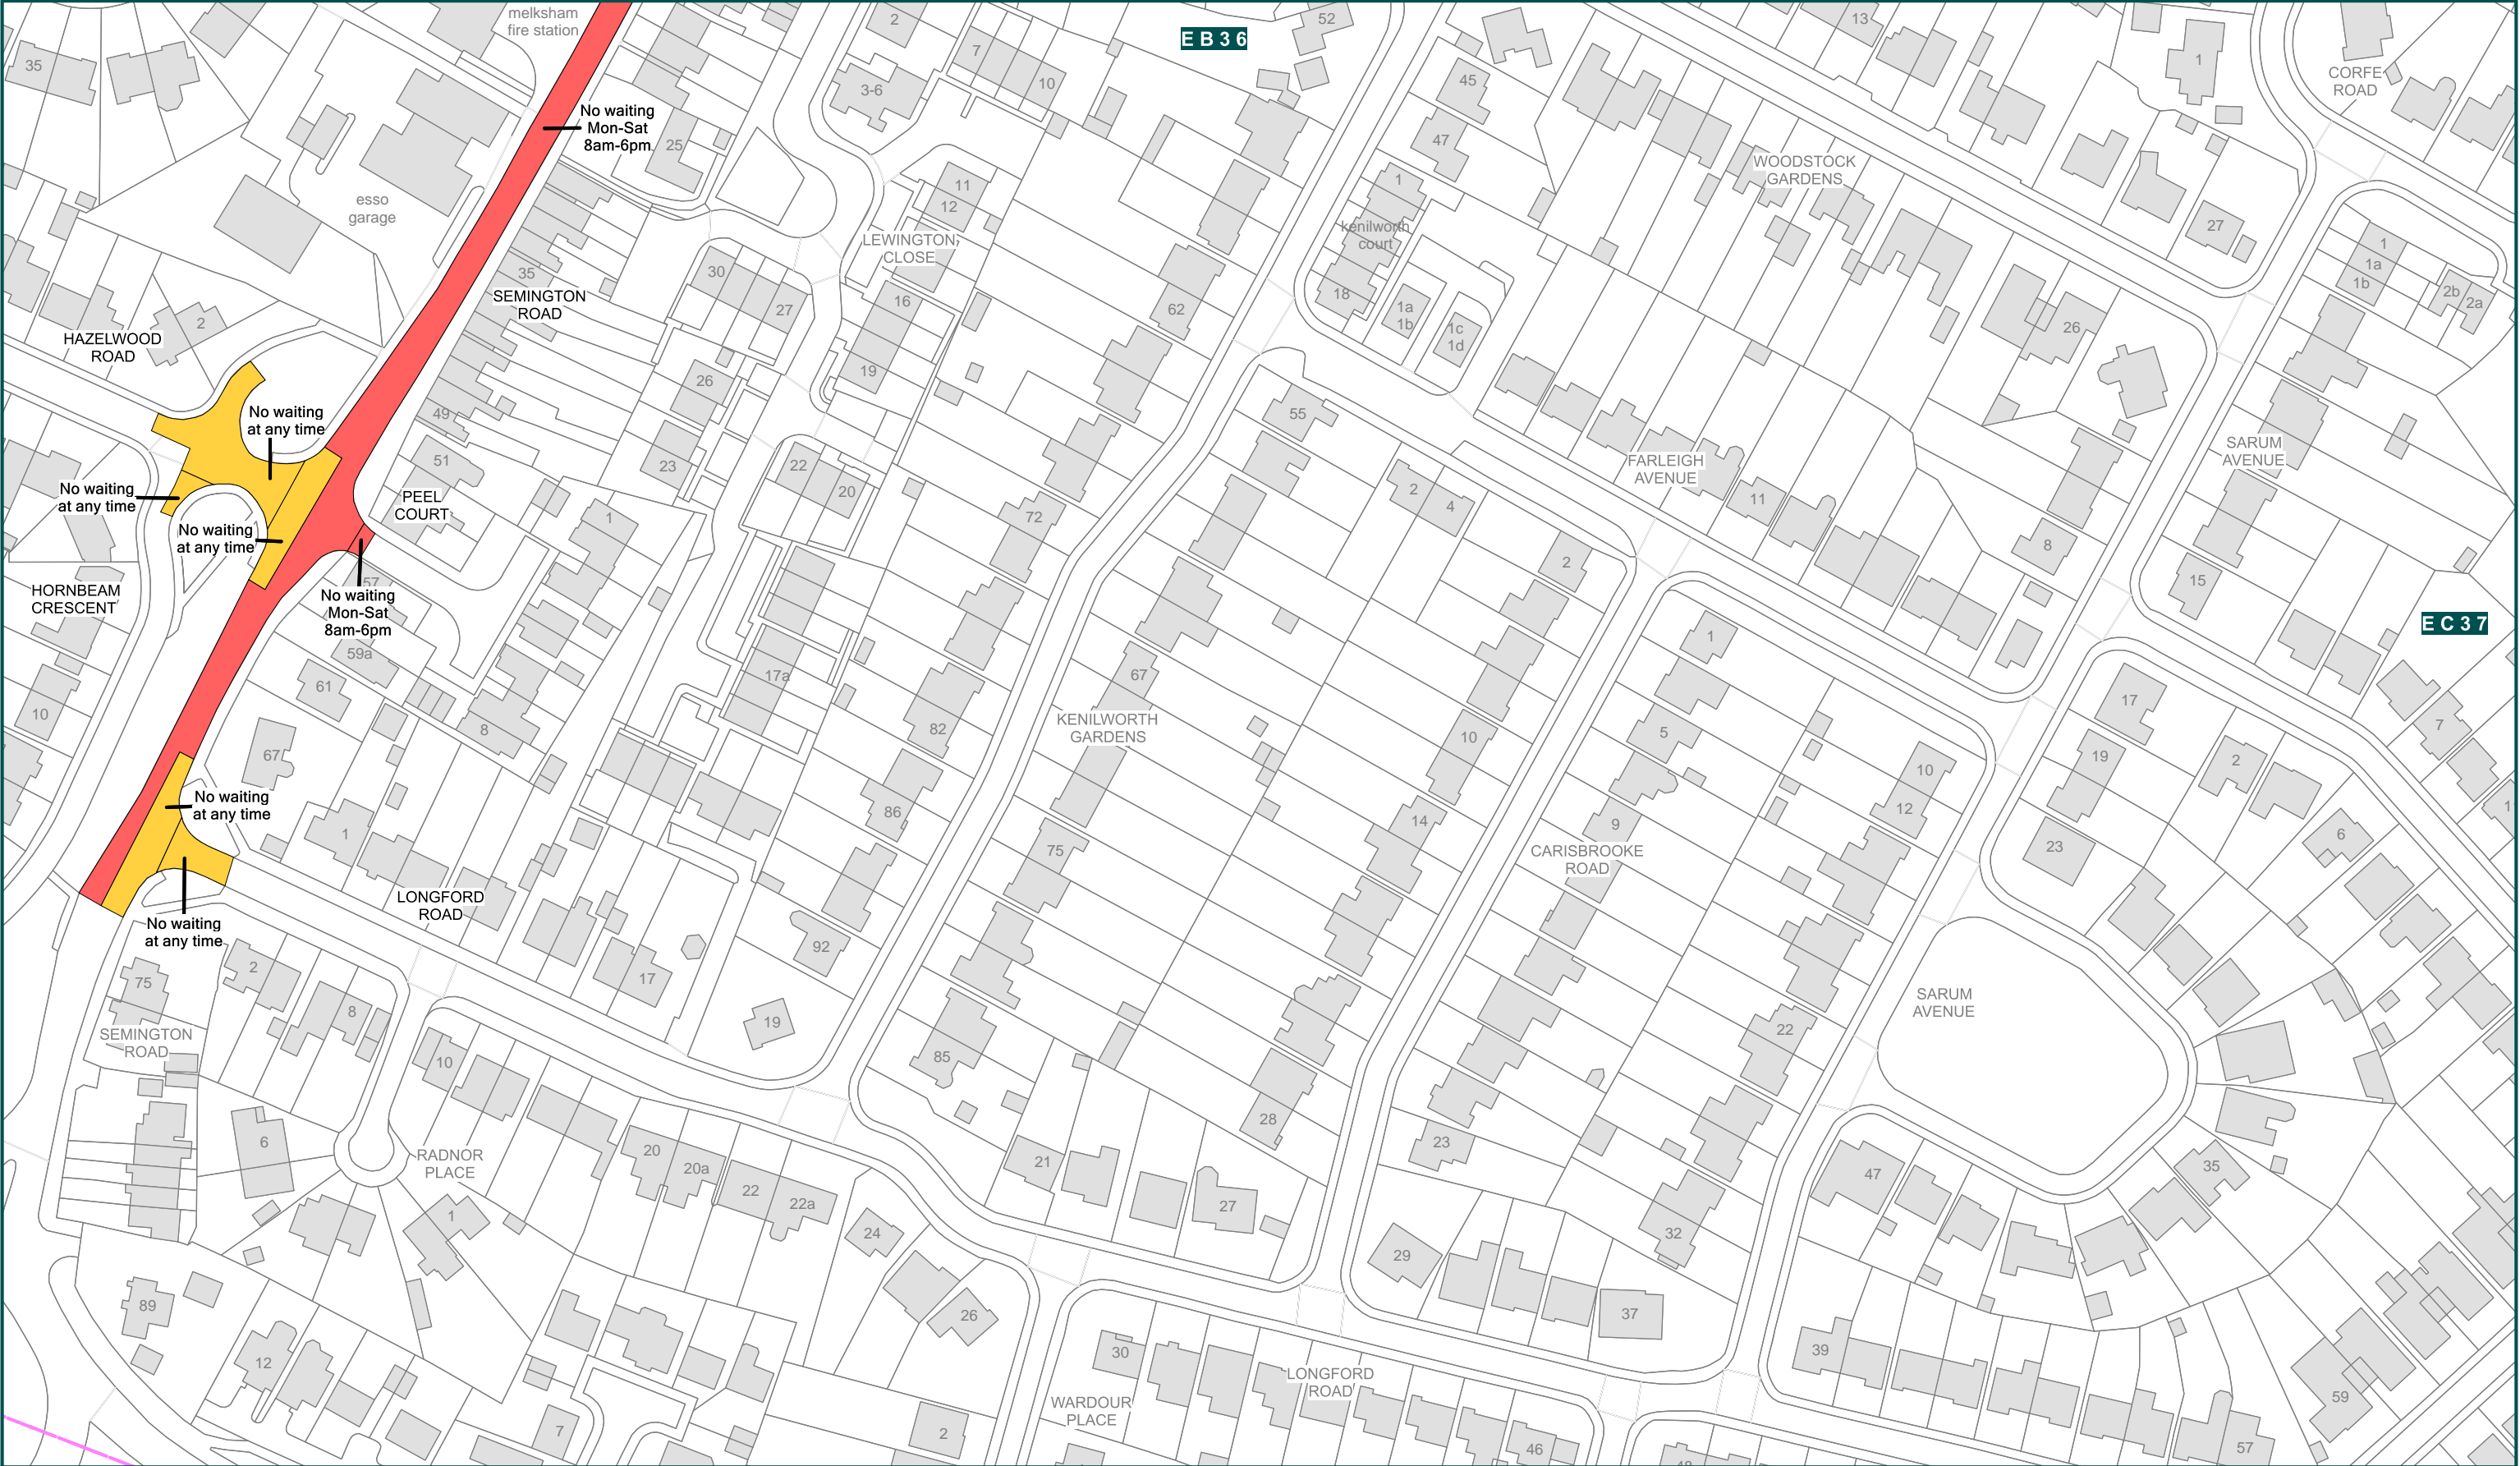 melksham
fire station
E B 3 6
52
2
7
10
3-6
13
1
CORFE
ROAD
35
No waiting
Mon-Sat
8am-6pm
25
45
47
WOODSTOCK
GARDENS
esso
garage
11
12
1
kenilworth
court
18
1a
1b
1c
1d
27
1
1a
1b
2b
2a
LEWINGTON
CLOSE
35
SEMINGTON
ROAD
30
27
16
19
62
26
HAZELWOOD
ROAD
2
No waiting
at any time
49
26
23
22
20
55
2
4
FARLEIGH
AVENUE
11
SARUM
AVENUE
No waiting
at any time
51
PEEL
COURT
1
72
2
8
15
No waiting
at any time
HORNBEAM
CRESCENT
57
No waiting
Mon-Sat
8am-6pm
E C 3 7
59a
61
10
8
17a
82
67
KENILWORTH
GARDENS
10
1
5
17
19
2
7
67
No waiting
at any time
1
86
75
14
9
CARISBROOKE
ROAD
10
12
23
6
1
LONGFORD
ROAD
No waiting
at any time
75
2
8
17
92
19
SEMINGTON
ROAD
85
22
SARUM
AVENUE
10
6
RADNOR
PLACE
1
20
20a
22
22a
24
21
27
28
23
32
29
37
47
35
89
12
7
26
2
30
WARDOUR
PLACE
LONGFORD
ROAD
46
48
39
57
59